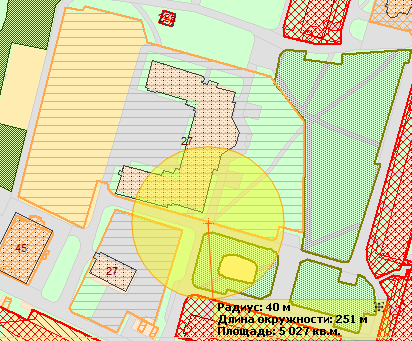 27
45
27
Радиус: 40 м
Длина окружности: 251 м
Площадь: 5 027 кв.м.